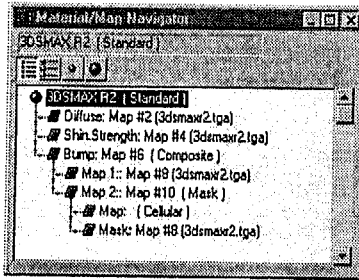 Material/Map Navigator
3DSMAX R2 ( Standard )
3DSMAX R2 ( Standard )
Diffuse: Map #2 (3dsmaxr2.tga)
Shin.Strength: Map #4 (3dsmaxr2.tga)
Bump: Map #6 ( Composite )
Map 1:: Map #9 (3dsmaxr2.tga)
Map 2:: Map #10 ( Mask )
Map: ( Cellular )
Mask: Map #8 (3dsmaxr2.tga)